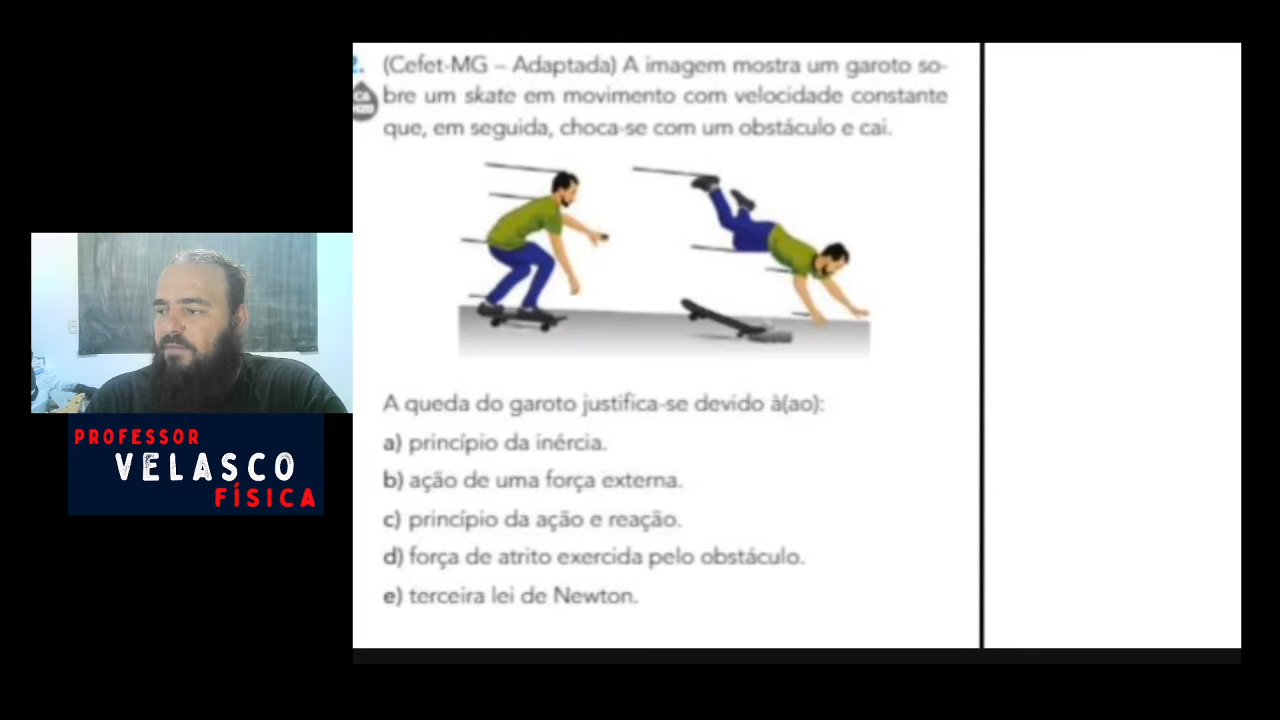 2. (Cefet-MG – Adaptada) A imagem mostra um garoto so-
bre um skate em movimento com velocidade constante
que, em seguida, choca-se com um obstáculo e cai.
A queda do garoto justifica-se devido à(ao):
a) princípio da inércia.
b) ação de uma força externa.
c) princípio da ação e reação.
d) força de atrito exercida pelo obstáculo.
e) terceira lei de Newton.
PROFESSOR
VELASCO
FÍSICA